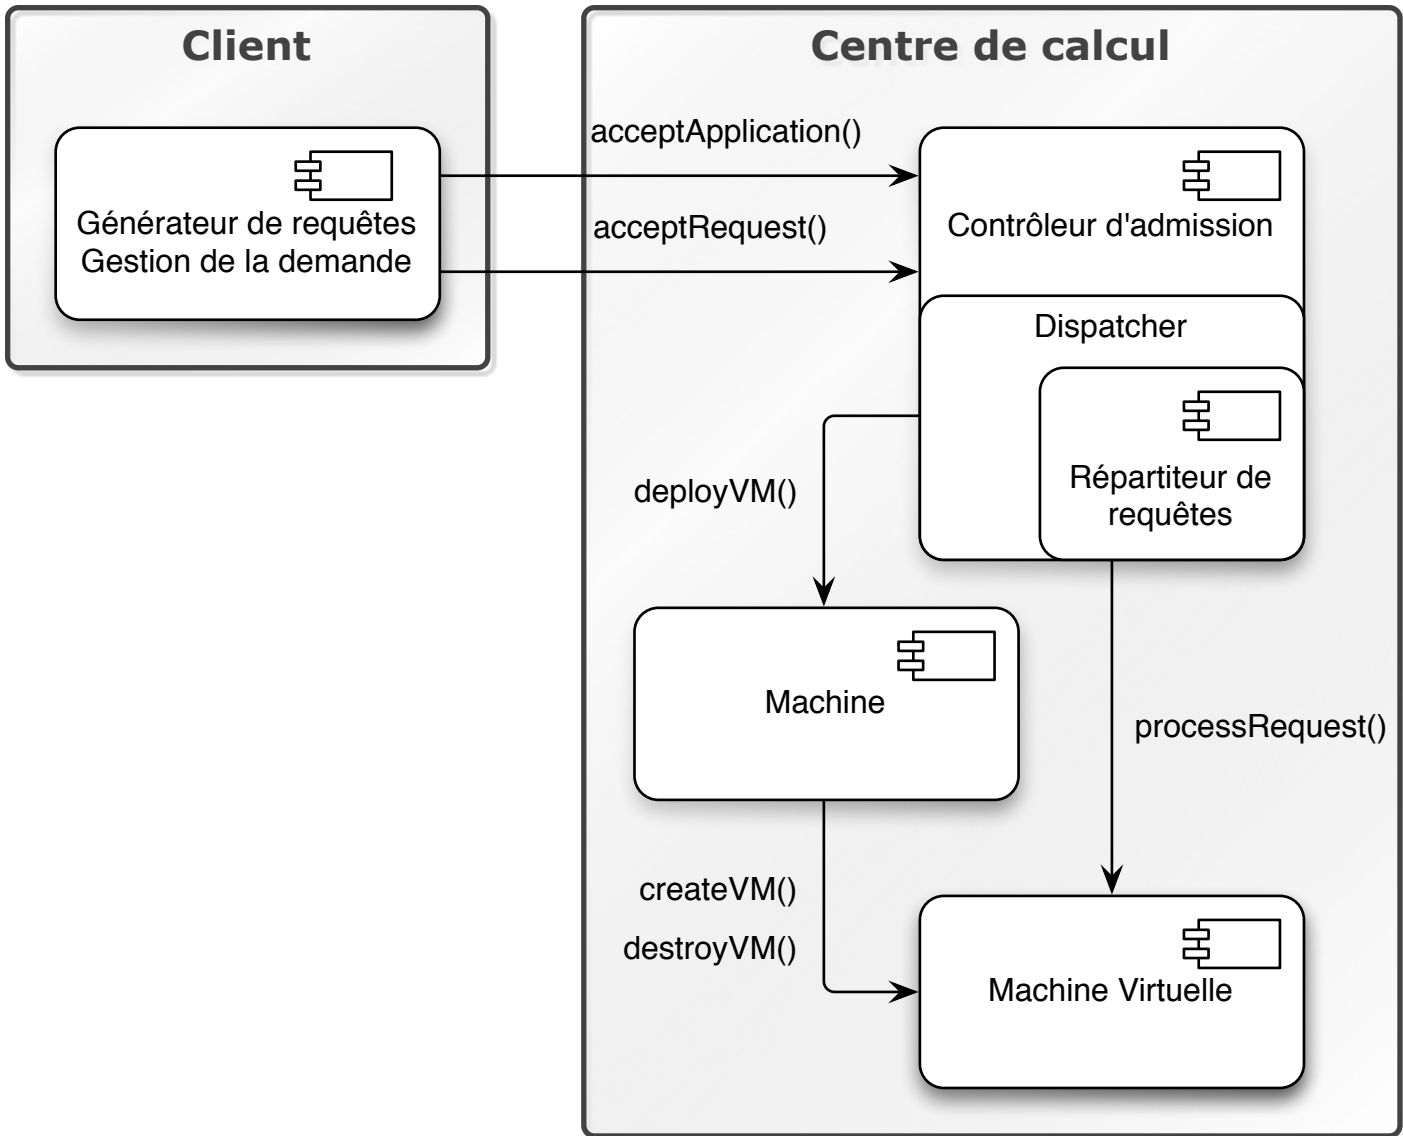 Client
Centre de calcul
Générateur de requêtes
Gestion de la demande
acceptApplication()
acceptRequest()
Contrôleur d'admission
Dispatcher
Répartiteur de
requêtes
deployVM()
Machine
processRequest()
createVM()
destroyVM()
Machine Virtuelle